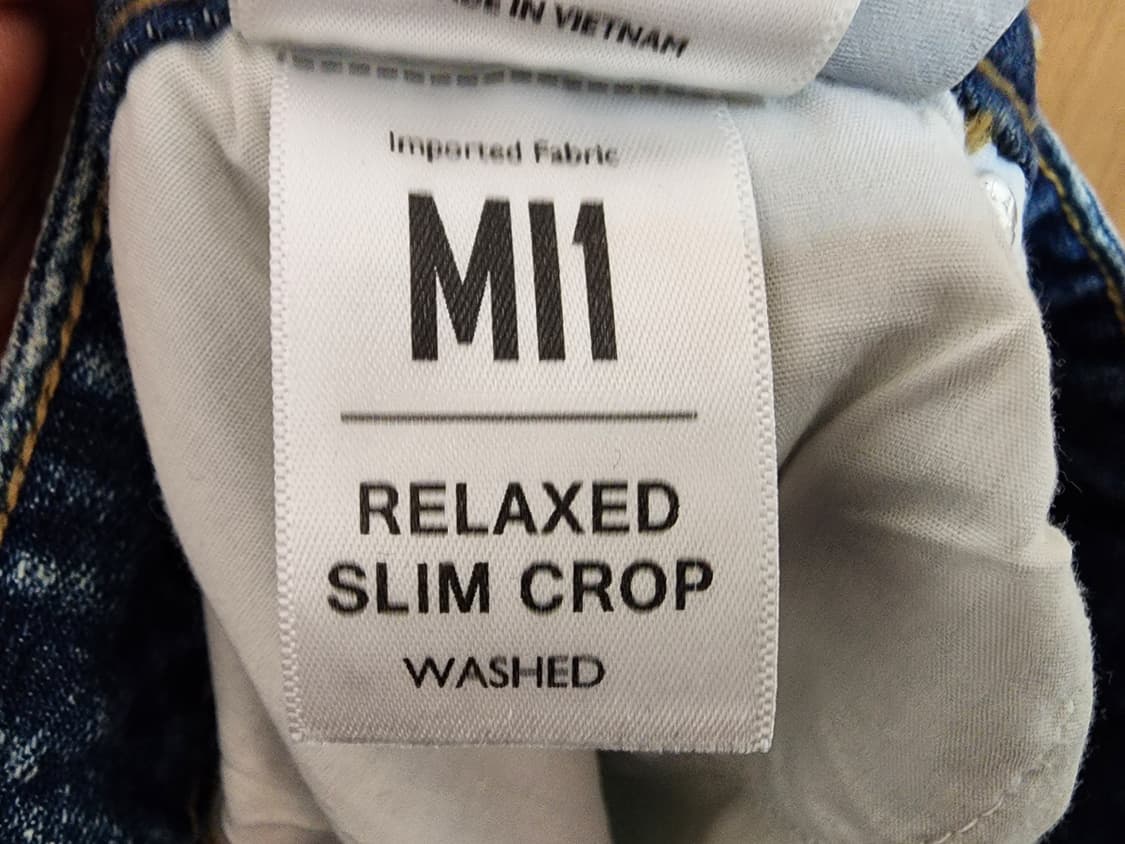 IN VIETNAM
Imported Fabric
MI1
RELAXED
SLIM CROP
WASHED